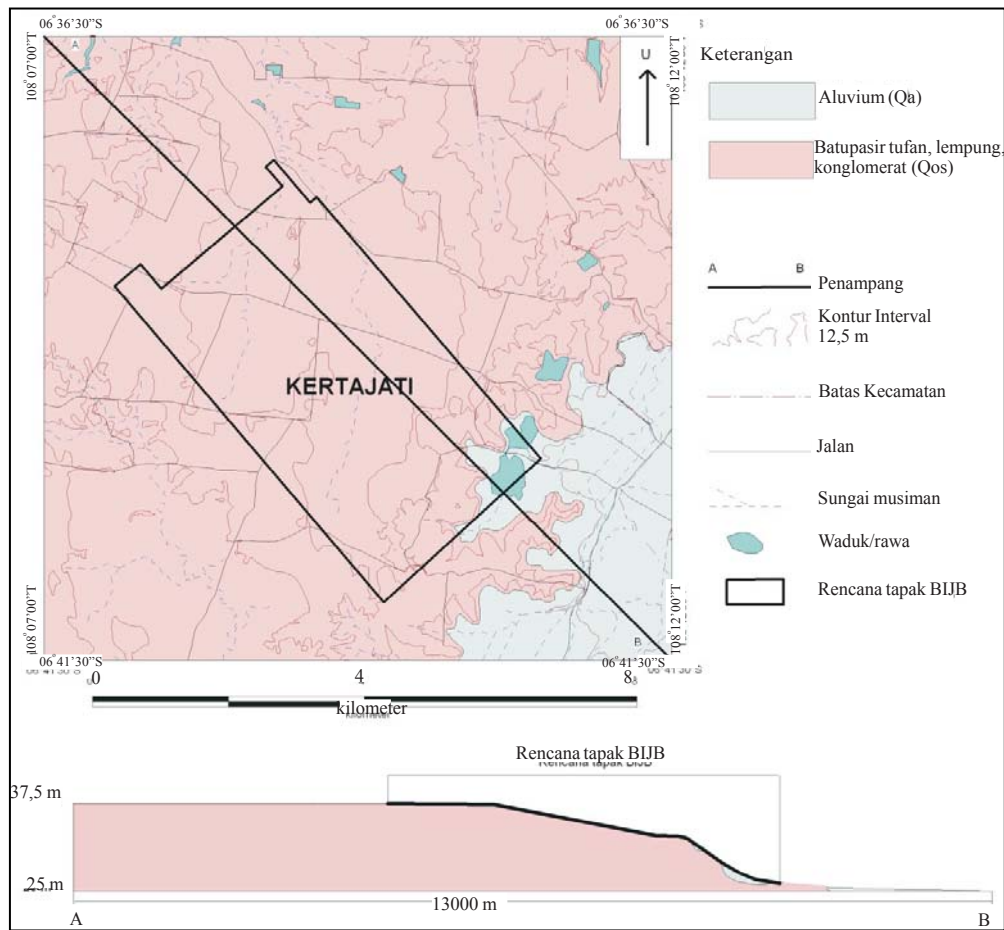 06°36'30"S
06°36'30"S
108°07'00"T
108°12'00"T
A
U
KERTAJATI
B
108°07'00"T
108°12'00"T
06°41'30"S
06°41'30"S
0
4
8
kilometer
Keterangan
Aluvium (Qa)
Batupasir tufan, lempung,
konglomerat (Qos)
A B
Penampang
Kontur Interval
12,5 m
Batas Kecamatan
Jalan
Sungai musiman
Waduk/rawa
Rencana tapak BIJB
Rencana tapak BIJB
37,5 m
25 m
13000 m
A
B